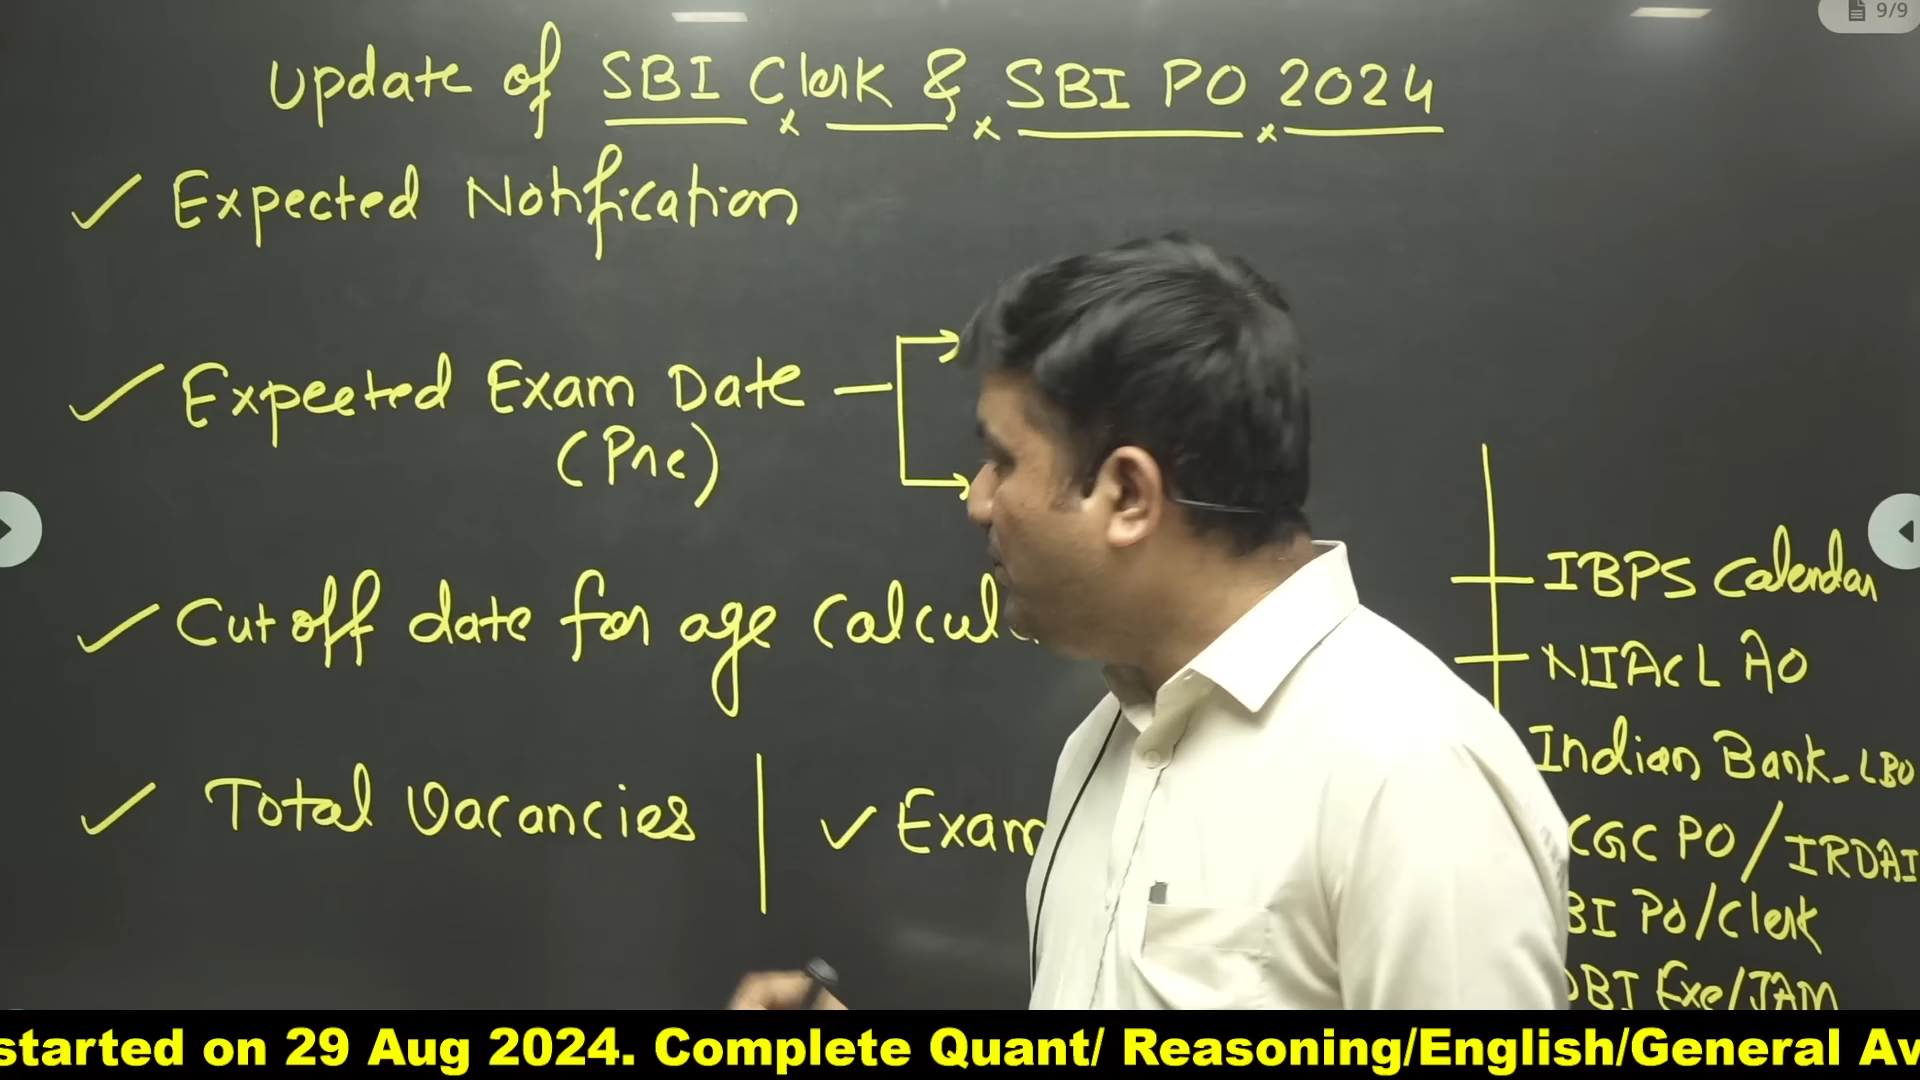 9/9
Update of SBI Clerk & SBI PO 2024
Expected Notification
Expected Exam Date
(Pre)
Cut off date for age
Total Vacancies
Exam
IBPS Calendar
NIACL AO
Indian Bank - LBO
CGC PO / IRDAI
BI PO/Clerk
DBI Exe/JAM
started on 29 Aug 2024. Complete Quant/ Reasoning/English/General Av